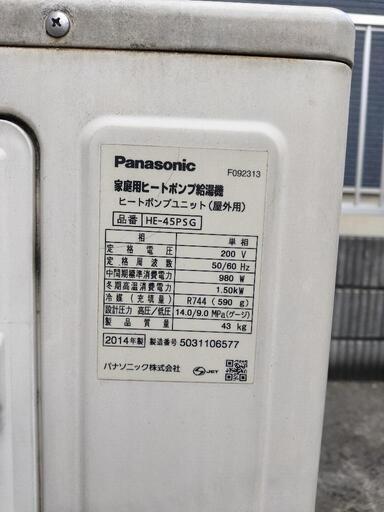 Panasonic
F092313
家庭用ヒートポンプ給湯機
ヒートポンプユニット(屋外用)
品番 HE-45PSG
相 単相
定格電圧 200 V
定格周波数 50/60 Hz
中間期標準消費電力 980 W
冬期高温消費電力 1.50kW
冷媒(充填量) R744 (590 g)
設計圧力 高圧/低圧 14.0/9.0 MPa(ゲージ)
製品質量 43 kg
2014年製 製造番号 5031106577
パナソニック株式会社
S JET